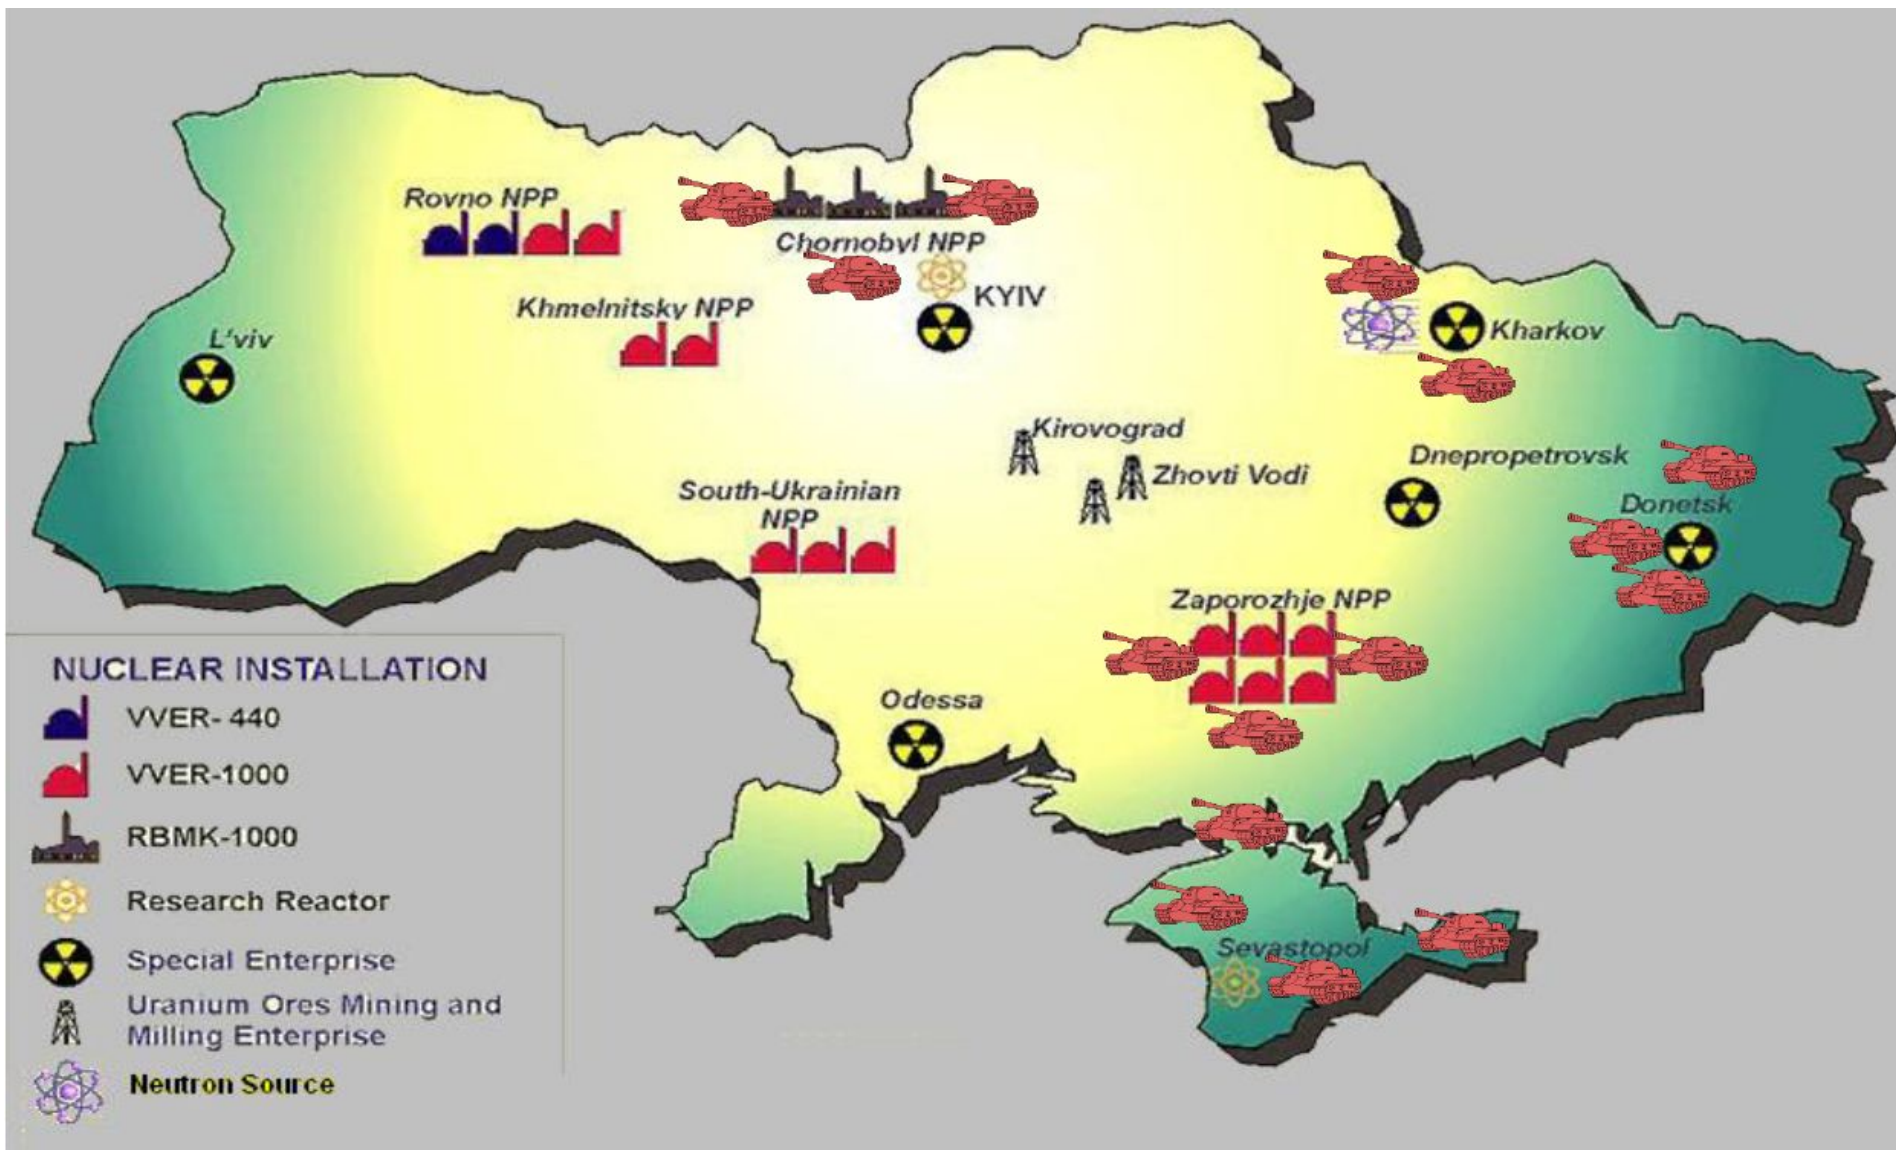 Rovno NPP
Chornobyl NPP
KYIV
Khmelnitsky NPP
L'viv
Kharkov
Kirovograd
Zhovti Vodi
Dnepropetrovsk
Donetsk
South-Ukrainian
NPP
Zaporozhje NPP
Odessa
Sevastopol
NUCLEAR INSTALLATION
VVER- 440
VVER-1000
RBMK-1000
Research Reactor
Special Enterprise
Uranium Ores Mining and
Milling Enterprise
Neutron Source